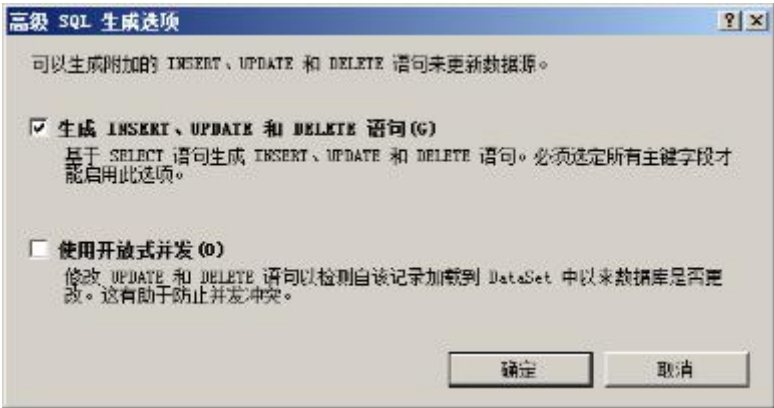 高级 SQL 生成选项
可以生成附加的 INSERT、UPDATE 和 DELETE 语句来更新数据源。
生成 INSERT、UPDATE 和 DELETE 语句(G)
基于 SELECT 语句生成 INSERT、UPDATE 和 DELETE 语句。必须选定所有主键字段才
能启用此选项。
使用开放式并发(O)
修改 UPDATE 和 DELETE 语句以检测自该记录加载到 DataSet 中以来数据库是否更
改。这有助于防止并发冲突。
确定
取消